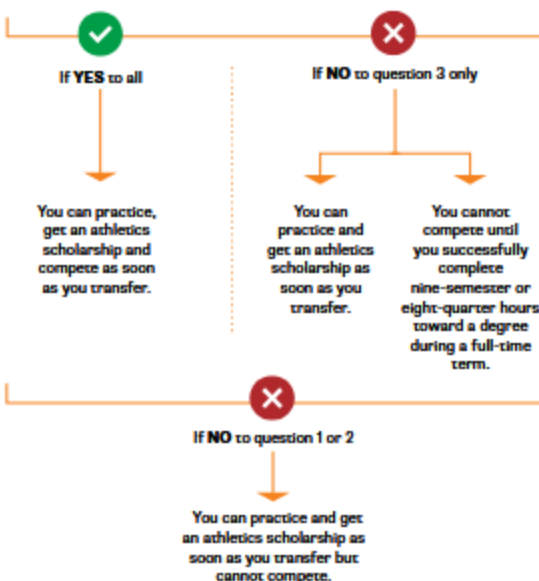 If YES to all
If NO to question 3 only
You can practice,
get an athletics
scholarship and
compete as soon
as you transfer.
You can
practice and
get an athletics
scholarship as
soon as you
transfer.
You cannot
compete until
you successfully
complete
nine-semester or
eight-quarter hours
toward a degree
during a full-time
term.
If NO to question 1 or 2
You can practice and get
an athletics scholarship as
soon as you transfer but
cannot compete.